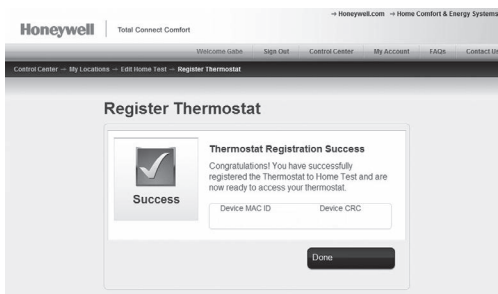 → Honeywell.com → Home Comfort & Energy Systems
Honeywell Total Connect Comfort
Welcome Gabe Sign Out Control Center My Account FAQs Contact Us
Control Center → My Locations → Edit Home Test → Register Thermostat
Register Thermostat
Success
Thermostat Registration Success
Congratulations! You have successfully
registered the Thermostat to Home Test and are
now ready to access your thermostat.
Device MAC ID Device CRC
Done